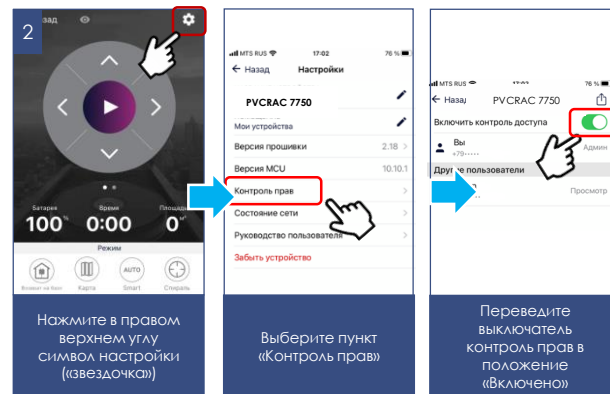 2
зад
Батарея
Время
Площадь
100 %
0:00
0 м²
Режим
Возврат на базу
Карта
AUTO
Smart
Спираль
Нажмите в правом
верхнем углу
символ настройки
(«звездочка»)
MTS RUS
17:02
76 %
← Назад
Настройки
PVCRAC 7750
Мои устройства
Версия прошивки
2.18 >
Версия MCU
10.10.1
Контроль прав
>
Состояние сети
>
Руководство пользователя
>
Забыть устройство
Выберите пункт
«Контроль прав»
MTS RUS
17:03
76 %
← Назад
PVCRAC 7750
Включить контроль доступа
Вы
+79·····
Админ
Другие пользователи
Просмотр
Переведите
выключатель
контроль прав в
положение
«Включено»